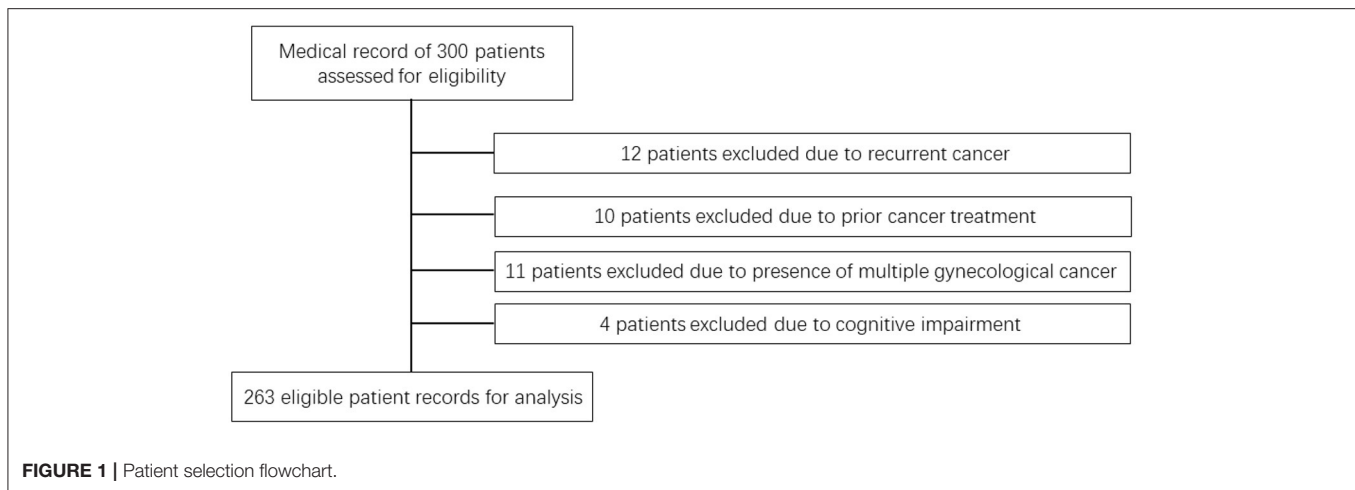 Medical record of 300 patients
assessed for eligibility
12 patients excluded due to recurrent cancer
10 patients excluded due to prior cancer treatment
11 patients excluded due to presence of multiple gynecological cancer
4 patients excluded due to cognitive impairment
263 eligible patient records for analysis
FIGURE 1 | Patient selection flowchart.